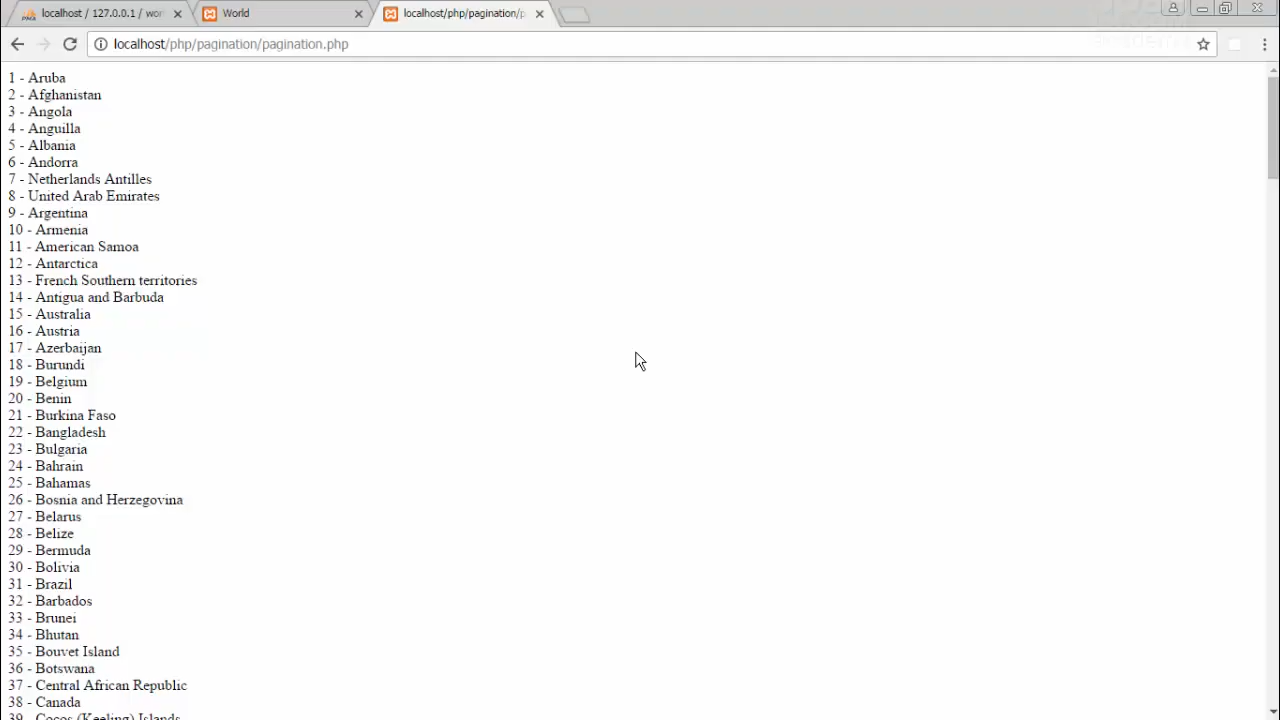 localhost / 127.0.0.1 / wor
World
localhost/php/pagination/p
localhost/php/pagination/pagination.php
1 - Aruba
2 - Afghanistan
3 - Angola
4 - Anguilla
5 - Albania
6 - Andorra
7 - Netherlands Antilles
8 - United Arab Emirates
9 - Argentina
10 - Armenia
11 - American Samoa
12 - Antarctica
13 - French Southern territories
14 - Antigua and Barbuda
15 - Australia
16 - Austria
17 - Azerbaijan
18 - Burundi
19 - Belgium
20 - Benin
21 - Burkina Faso
22 - Bangladesh
23 - Bulgaria
24 - Bahrain
25 - Bahamas
26 - Bosnia and Herzegovina
27 - Belarus
28 - Belize
29 - Bermuda
30 - Bolivia
31 - Brazil
32 - Barbados
33 - Brunei
34 - Bhutan
35 - Bouvet Island
36 - Botswana
37 - Central African Republic
38 - Canada
39 - Cocos (Keeling) Islands